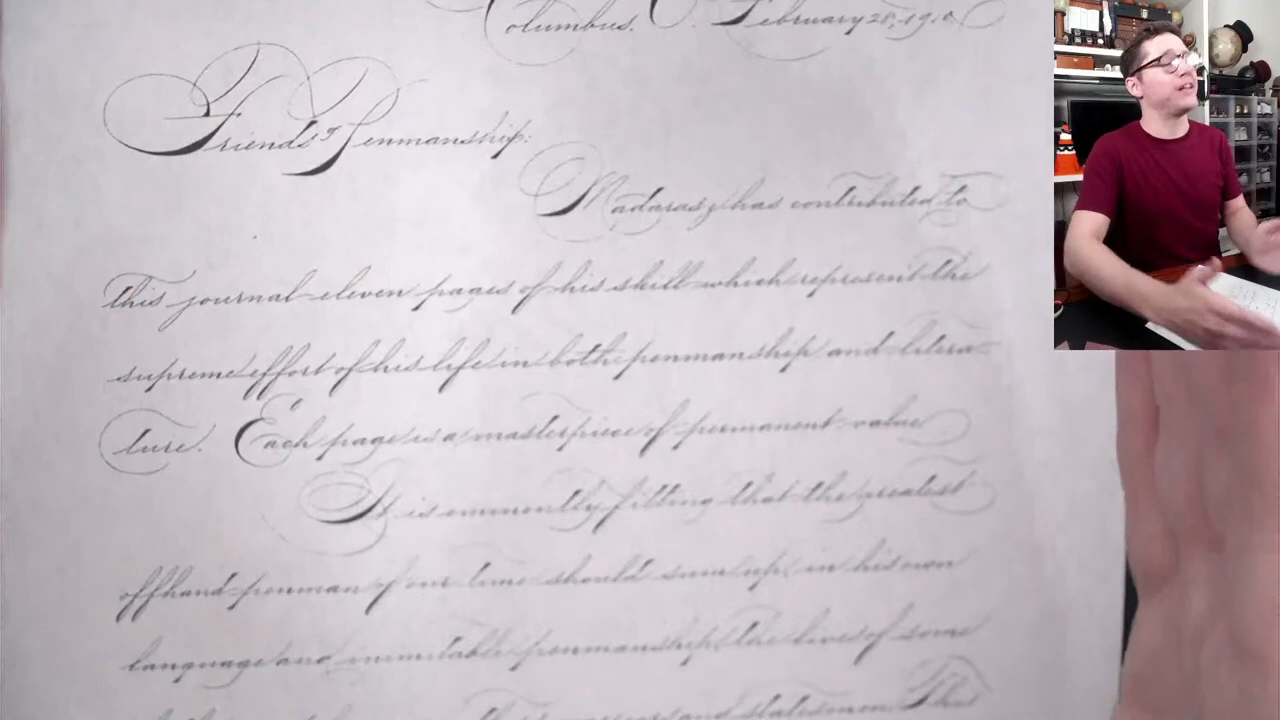 Columbus, O. February 28, 1910
Friends of Penmanship:
Madarasz has contributed to
this journal eleven pages of his skill which represent the
supreme effort of his life in both penmanship and litera-
ture. Each page is a masterpiece of permanent value
It is eminently fitting that the greatest
offhand penman of our time should sum up, in his own
language and inimitable penmanship, the lives of some
and statesmen. This